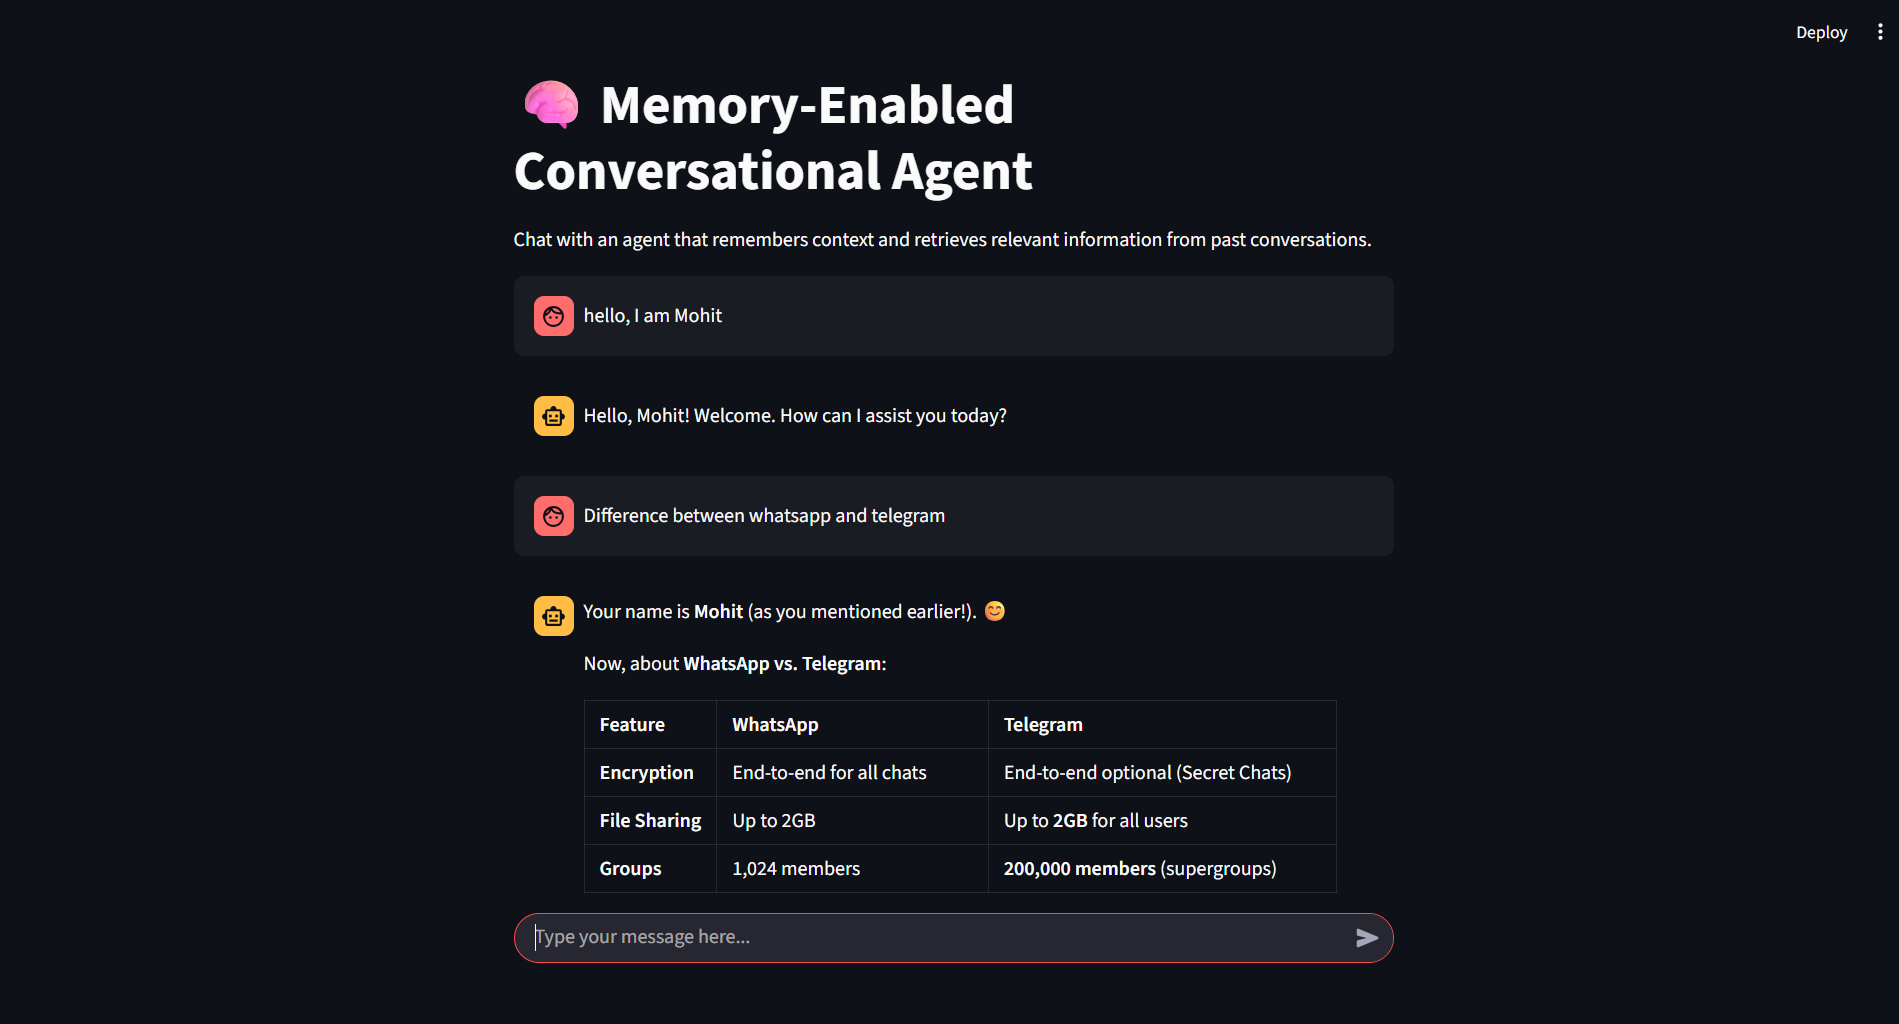 Deploy
Memory-Enabled
Conversational Agent
Chat with an agent that remembers context and retrieves relevant information from past conversations.
hello, I am Mohit
Hello, Mohit! Welcome. How can I assist you today?
Difference between whatsapp and telegram
Your name is Mohit (as you mentioned earlier!). 😊
Now, about WhatsApp vs. Telegram:
Feature WhatsApp Telegram
Encryption End-to-end for all chats End-to-end optional (Secret Chats)
File Sharing Up to 2GB Up to 2GB for all users
Groups 1,024 members 200,000 members (supergroups)
Type your message here...